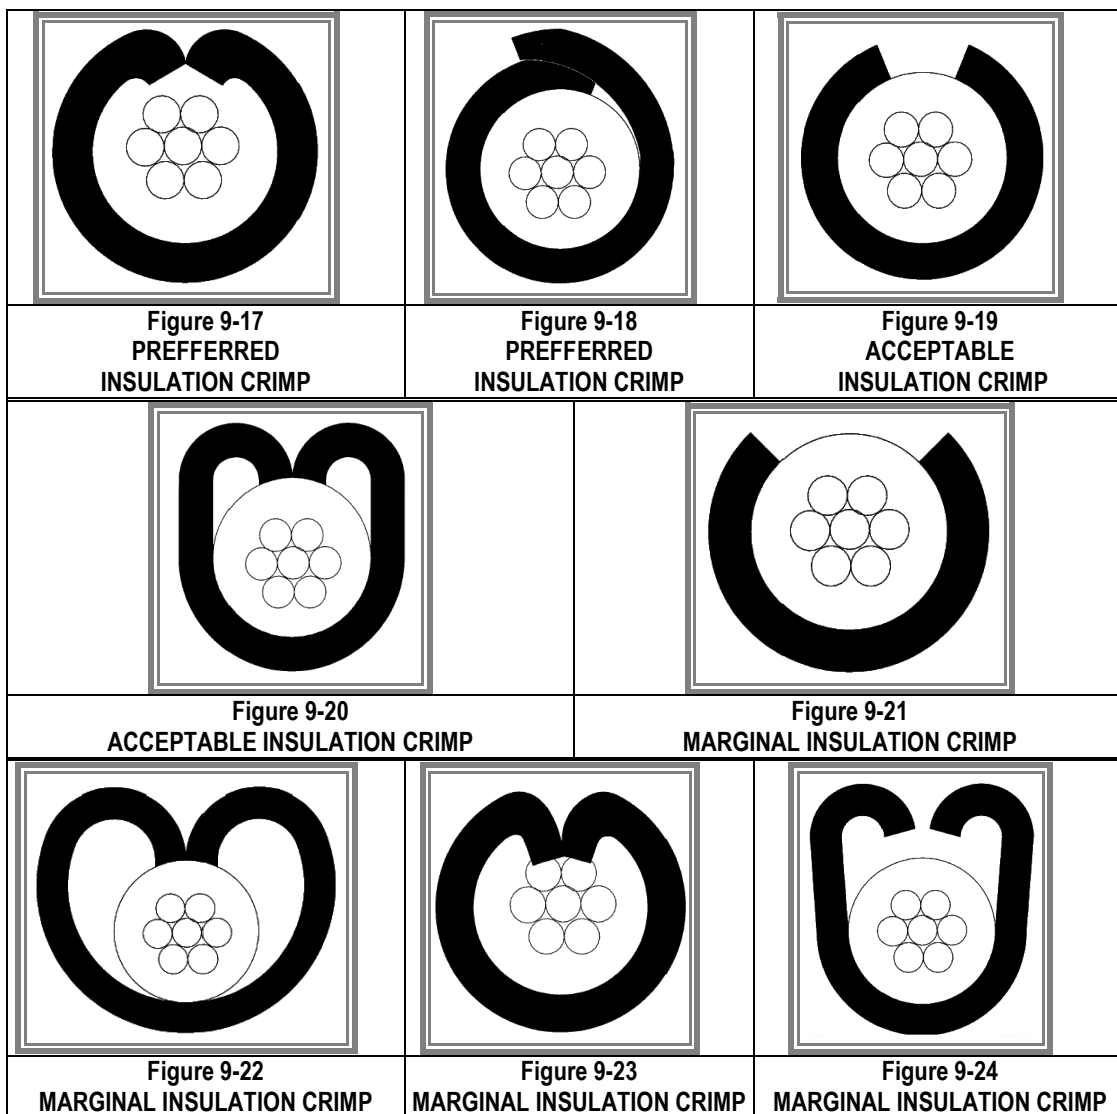 Figure 9-17
PREFFERRED
INSULATION CRIMP
Figure 9-18
PREFFERRED
INSULATION CRIMP
Figure 9-19
ACCEPTABLE
INSULATION CRIMP
Figure 9-20
ACCEPTABLE INSULATION CRIMP
Figure 9-21
MARGINAL INSULATION CRIMP
Figure 9-22
MARGINAL INSULATION CRIMP
Figure 9-23
MARGINAL INSULATION CRIMP
Figure 9-24
MARGINAL INSULATION CRIMP